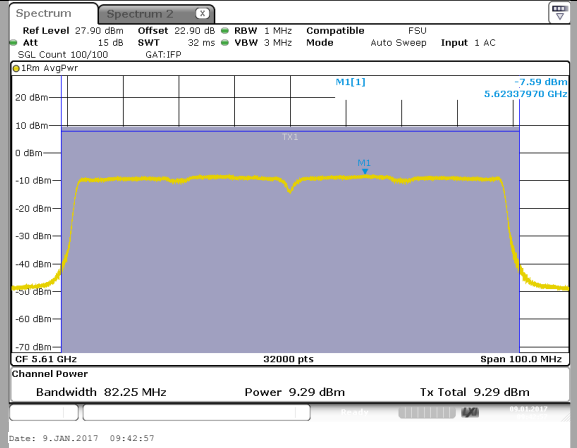 Spectrum Spectrum 2 X
Ref Level 27.90 dBm Offset 22.90 dB RBW 1 MHz Compatible FSU
Att 15 dB SWT 32 ms VBW 3 MHz Mode Auto Sweep Input 1 AC
SGL Count 100/100 GAT:IFP
1Rm AvgPwr
M1[1] -7.59 dBm
5.62337970 GHz
20 dBm
10 dBm
TX1
0 dBm
M1
-10 dBm
-20 dBm
-30 dBm
-40 dBm
-50 dBm
-60 dBm
-70 dBm
CF 5.61 GHz 32000 pts Span 100.0 MHz
Channel Power
Bandwidth 82.25 MHz Power 9.29 dBm Tx Total 9.29 dBm
Ready 09.01.2017
Date: 9.JAN.2017 09:42:57